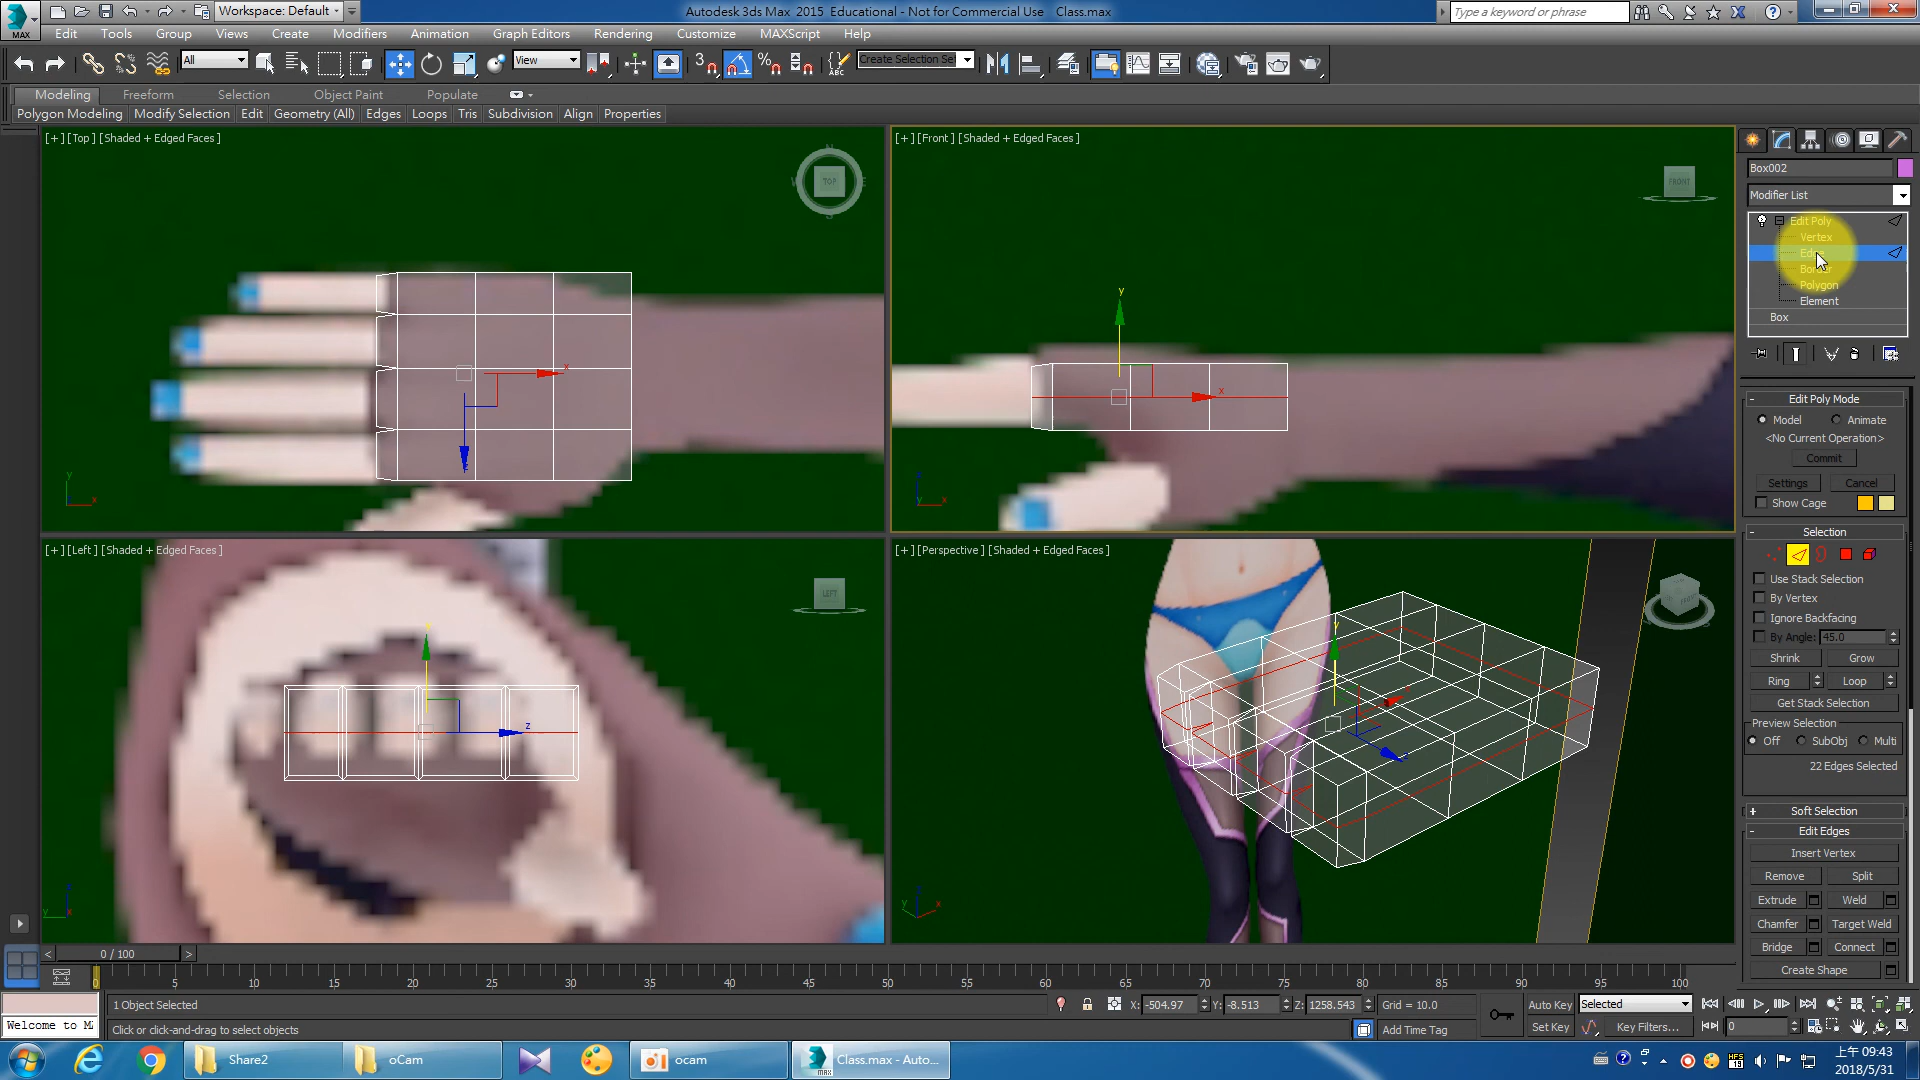 Workspace: Default
Autodesk 3ds Max 2015 Educational - Not for Commercial Use Class.max
Type a keyword or phrase
MAX
Edit Tools Group Views Create Modifiers Animation Graph Editors Rendering Customize MAXScript Help
All
View
3
ABC
Create Selection Se
Modeling Freeform Selection Object Paint Populate
Polygon Modeling Modify Selection Edit Geometry (All) Edges Loops Tris Subdivision Align Properties
[+] [Top] [Shaded + Edged Faces]
TOP
[+] [Front] [Shaded + Edged Faces]
FRONT
[+] [Left] [Shaded + Edged Faces]
LEFT
[+] [Perspective] [Shaded + Edged Faces]
Box002
Modifier List
Edit Poly
Vertex
Polygon
Element
Box
Edit Poly Mode
Model Animate
<No Current Operation>
Commit
Settings Cancel
Show Cage
Selection
Use Stack Selection
By Vertex
Ignore Backfacing
By Angle: 45.0
Shrink Grow
Ring Loop
Get Stack Selection
Preview Selection
Off SubObj Multi
22 Edges Selected
Soft Selection
Edit Edges
Insert Vertex
Remove Split
Extrude Weld
Chamfer Target Weld
Bridge Connect
Create Shape
0 / 100
0 5 10 15 20 25 30 35 40 45 50 55 60 65 70 75 80 85 90 95 100
1 Object Selected
X: -504.97 Y: -8.513 Z: 1258.543 Grid = 10.0
Auto Key Selected
Welcome to M
Click or click-and-drag to select objects
Add Time Tag
Set Key Key Filters... 0
Share2
oCam
ocam
Class.max - Auto...
上午 09:43
2018/5/31